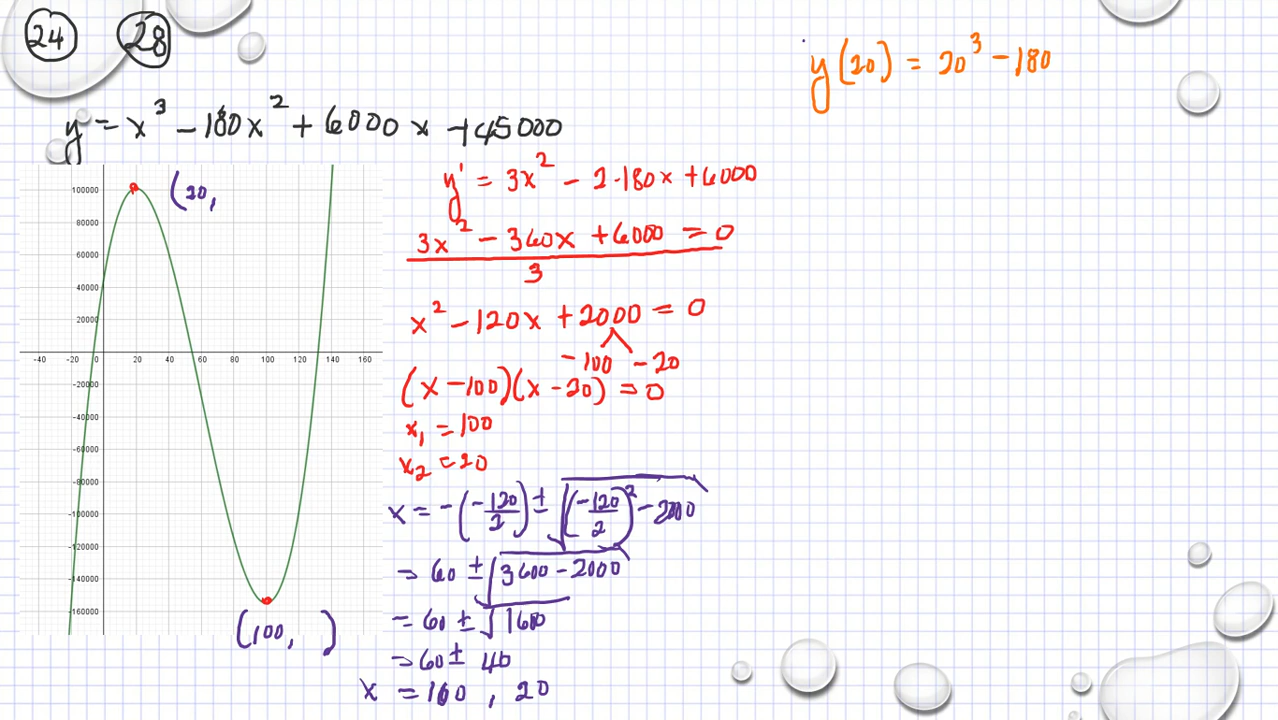 24 28
y = x³ - 180x² + 6000x + 45000
y(20) = 20³ - 180
y' = 3x² - 2·180x + 6000
3x² - 360x + 6000 = 0
3
x² - 120x + 2000 = 0
-100 -20
(x - 100)(x - 20) = 0
x₁ = 100
x₂ = 20
x = -(-120/2) ± √((-120/2)² - 2000
= 60 ± √3600 - 2000
= 60 ± √1600
= 60 ± 40
x = 100, 20
(20,
(100, )
100000
80000
60000
40000
20000
-40 -20 0 20 40 60 80 100 120 140 160
-20000
-40000
-60000
-80000
-100000
-120000
-140000
-160000